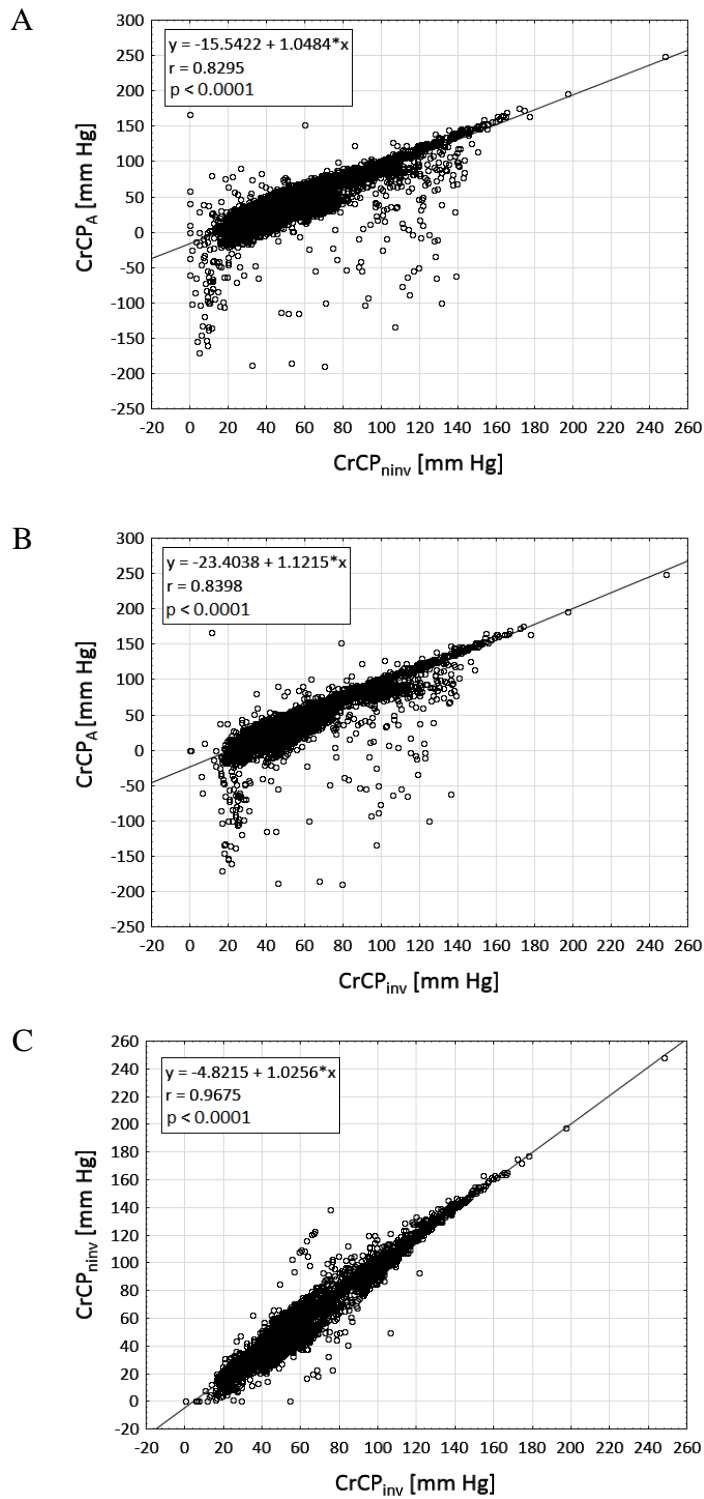 A
y = -15.5422 + 1.0484*x
r = 0.8295
p < 0.0001
300
250
200
150
100
50
0
-50
-100
-150
-200
-250
CrCP_A [mm Hg]
-20 0 20 40 60 80 100 120 140 160 180 200 220 240 260
CrCP_ninv [mm Hg]
B
y = -23.4038 + 1.1215*x
r = 0.8398
p < 0.0001
300
250
200
150
100
50
0
-50
-100
-150
-200
-250
CrCP_A [mm Hg]
-20 0 20 40 60 80 100 120 140 160 180 200 220 240 260
CrCP_inv [mm Hg]
C
y = -4.8215 + 1.0256*x
r = 0.9675
p < 0.0001
260
240
220
200
180
160
140
120
100
80
60
40
20
0
-20
CrCP_ninv [mm Hg]
-20 0 20 40 60 80 100 120 140 160 180 200 220 240 260
CrCP_inv [mm Hg]